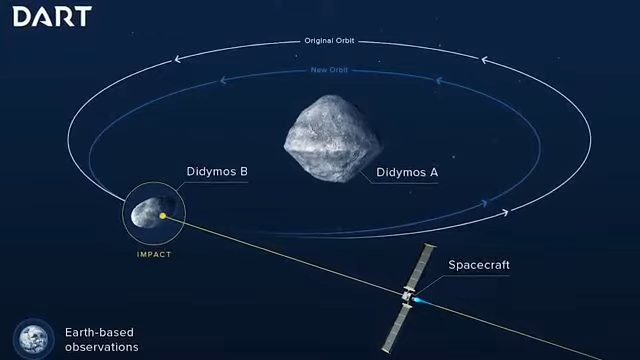 DART
Original Orbit
New Orbit
Didymos B
Didymos A
IMPACT
Spacecraft
Earth-based
observations